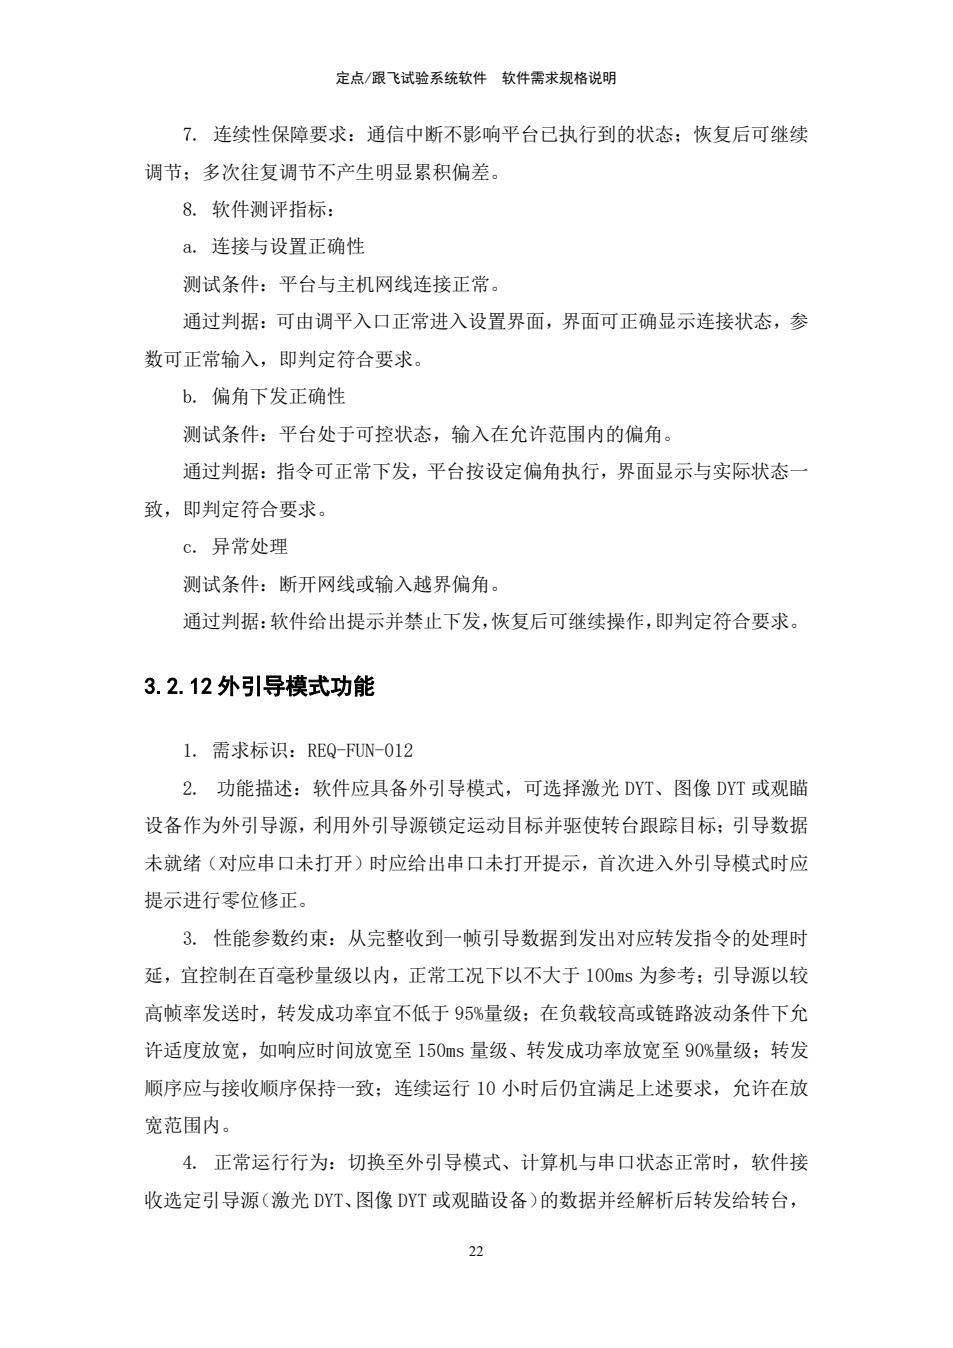 定点/跟飞试验系统软件　软件需求规格说明
7. 连续性保障要求：通信中断不影响平台已执行到的状态；恢复后可继续
调节；多次往复调节不产生明显累积偏差。
8. 软件测评指标：
a. 连接与设置正确性
测试条件：平台与主机网线连接正常。
通过判据：可由调平入口正常进入设置界面，界面可正确显示连接状态，参
数可正常输入，即判定符合要求。
b. 偏角下发正确性
测试条件：平台处于可控状态，输入在允许范围内的偏角。
通过判据：指令可正常下发，平台按设定偏角执行，界面显示与实际状态一
致，即判定符合要求。
c. 异常处理
测试条件：断开网线或输入越界偏角。
通过判据：软件给出提示并禁止下发，恢复后可继续操作，即判定符合要求。
3.2.12 外引导模式功能
1. 需求标识：REQ-FUN-012
2. 功能描述：软件应具备外引导模式，可选择激光 DYT、图像 DYT 或观瞄
设备作为外引导源，利用外引导源锁定运动目标并驱使转台跟踪目标；引导数据
未就绪（对应串口未打开）时应给出串口未打开提示，首次进入外引导模式时应
提示进行零位修正。
3. 性能参数约束：从完整收到一帧引导数据到发出对应转发指令的处理时
延，宜控制在百毫秒量级以内，正常工况下以不大于 100ms 为参考；引导源以较
高帧率发送时，转发成功率宜不低于 95%量级；在负载较高或链路波动条件下允
许适度放宽，如响应时间放宽至 150ms 量级、转发成功率放宽至 90%量级；转发
顺序应与接收顺序保持一致；连续运行 10 小时后仍宜满足上述要求，允许在放
宽范围内。
4. 正常运行行为：切换至外引导模式、计算机与串口状态正常时，软件接
收选定引导源（激光 DYT、图像 DYT 或观瞄设备）的数据并经解析后转发给转台，
22